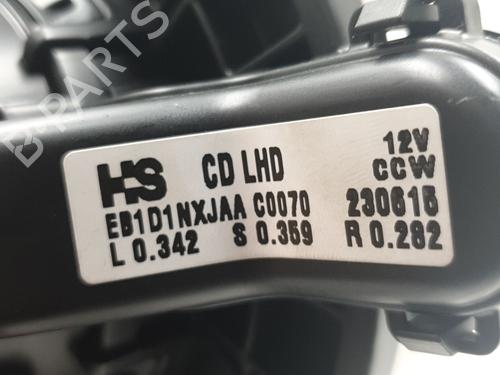 B-PARTS
HS CD LHD 12V
CCW
EB1D1NXJAA C0070 230615
L 0.342 S 0.359 R 0.282